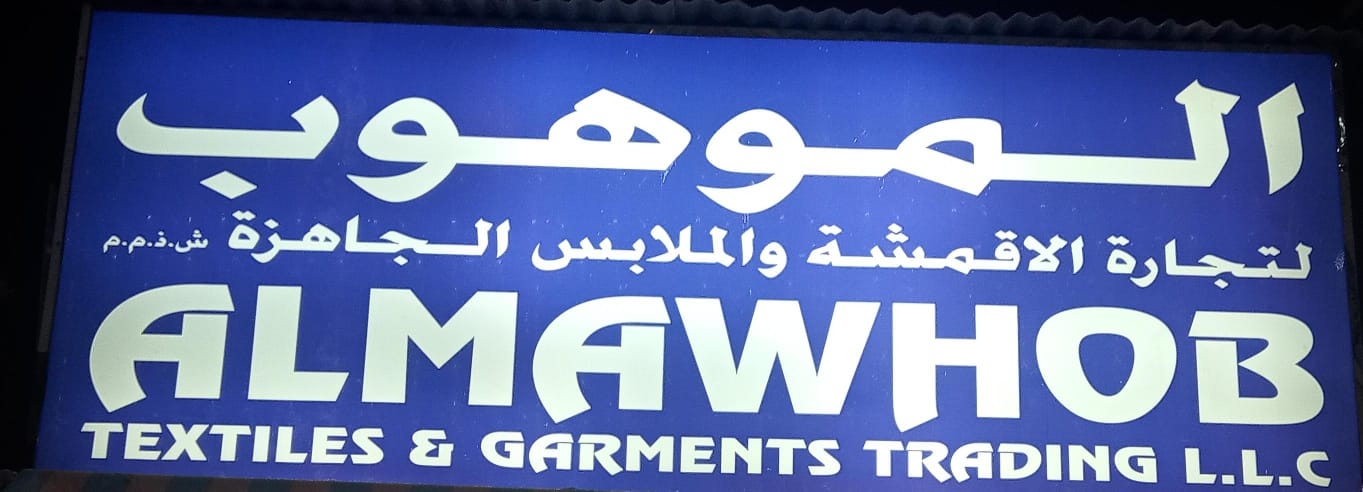 الموهوب
لتجارة الاقمشة والملابس الجاهزة ش.ذ.م.م
ALMAWHOB
TEXTILES & GARMENTS TRADING L.L.C